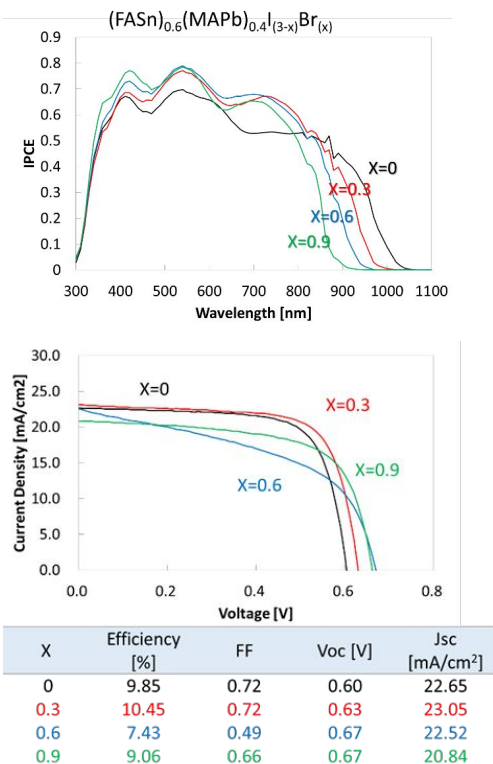 (FASn)0.6(MAPb)0.4I(3-x)Br(x)
0.9
0.8
0.7
0.6
0.5
0.4
0.3
0.2
0.1
0
IPCE
X=0
X=0.3
X=0.6
X=0.9
300 400 500 600 700 800 900 1000 1100
Wavelength [nm]
30.0
25.0
20.0
15.0
10.0
5.0
0.0
Current Density [mA/cm2]
X=0
X=0.3
X=0.9
X=0.6
0.0 0.2 0.4 0.6 0.8
Voltage [V]
X Efficiency [%] FF Voc [V] Jsc [mA/cm²]
0 9.85 0.72 0.60 22.65
0.3 10.45 0.72 0.63 23.05
0.6 7.43 0.49 0.67 22.52
0.9 9.06 0.66 0.67 20.84